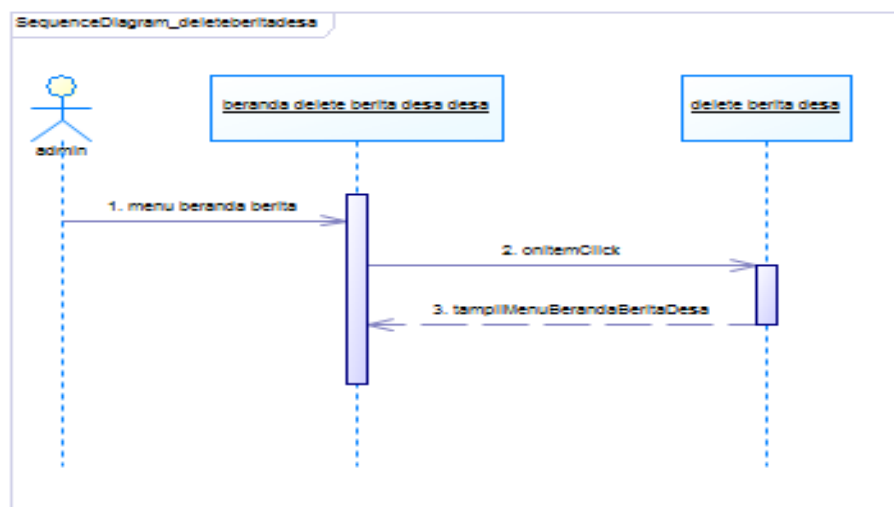 SequenceDiagram_deleteberitadesa
beranda delete berita desa desa
delete berita desa
admin
1. menu beranda berita
2. onItemClick
3. tampilMenuBerandaBeritaDesa